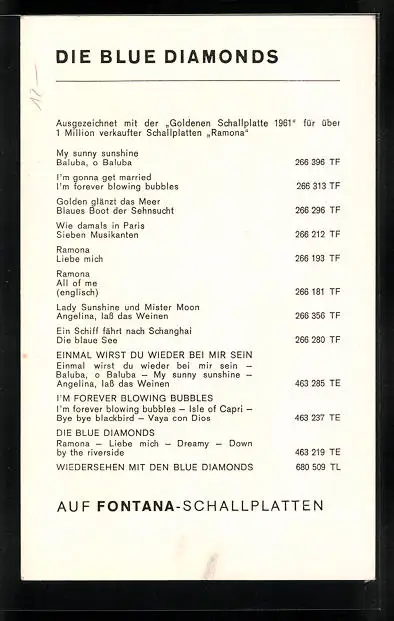 DIE BLUE DIAMONDS
12.—
Ausgezeichnet mit der „Goldenen Schallplatte 1961“ für über
1 Million verkaufter Schallplatten „Ramona“
My sunny sunshine
Baluba, o Baluba 266 396 TF
I'm gonna get married
I'm forever blowing bubbles 266 313 TF
Golden glänzt das Meer
Blaues Boot der Sehnsucht 266 296 TF
Wie damals in Paris
Sieben Musikanten 266 212 TF
Ramona
Liebe mich 266 193 TF
Ramona
All of me
(englisch) 266 181 TF
Lady Sunshine und Mister Moon
Angelina, laß das Weinen 266 356 TF
Ein Schiff fährt nach Schanghai
Die blaue See 266 280 TF
EINMAL WIRST DU WIEDER BEI MIR SEIN
Einmal wirst du wieder bei mir sein –
Baluba, o Baluba – My sunny sunshine –
Angelina, laß das Weinen 463 285 TE
I'M FOREVER BLOWING BUBBLES
I'm forever blowing bubbles – Isle of Capri –
Bye bye blackbird – Vaya con Dios 463 237 TE
DIE BLUE DIAMONDS
Ramona – Liebe mich – Dreamy – Down
by the riverside 463 219 TE
WIEDERSEHEN MIT DEN BLUE DIAMONDS 680 509 TL
AUF FONTANA-SCHALLPLATTEN